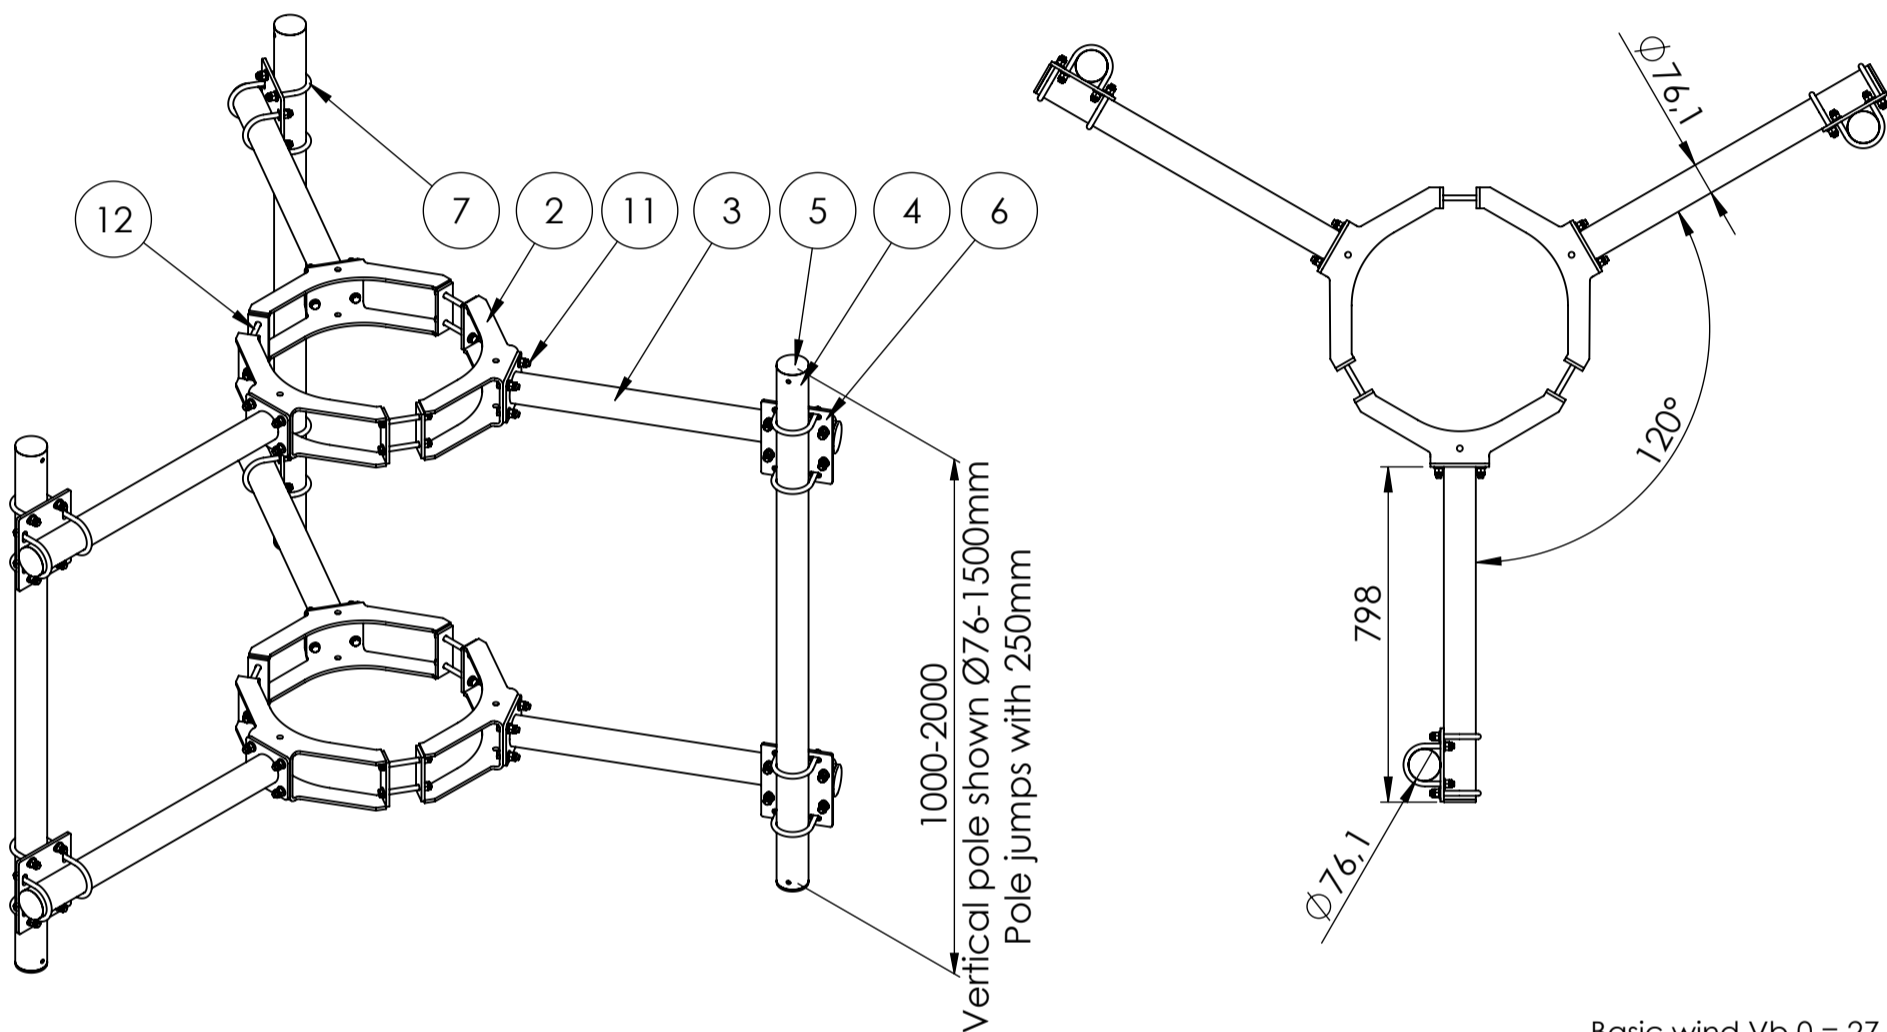 12
7
2
11
3
5
4
6
1000-2000
Vertical pole shown Ø76-1500mm
Pole jumps with 250mm
Ø76,1
120°
798
Ø76,1
Basic wind Vb,0 = 27